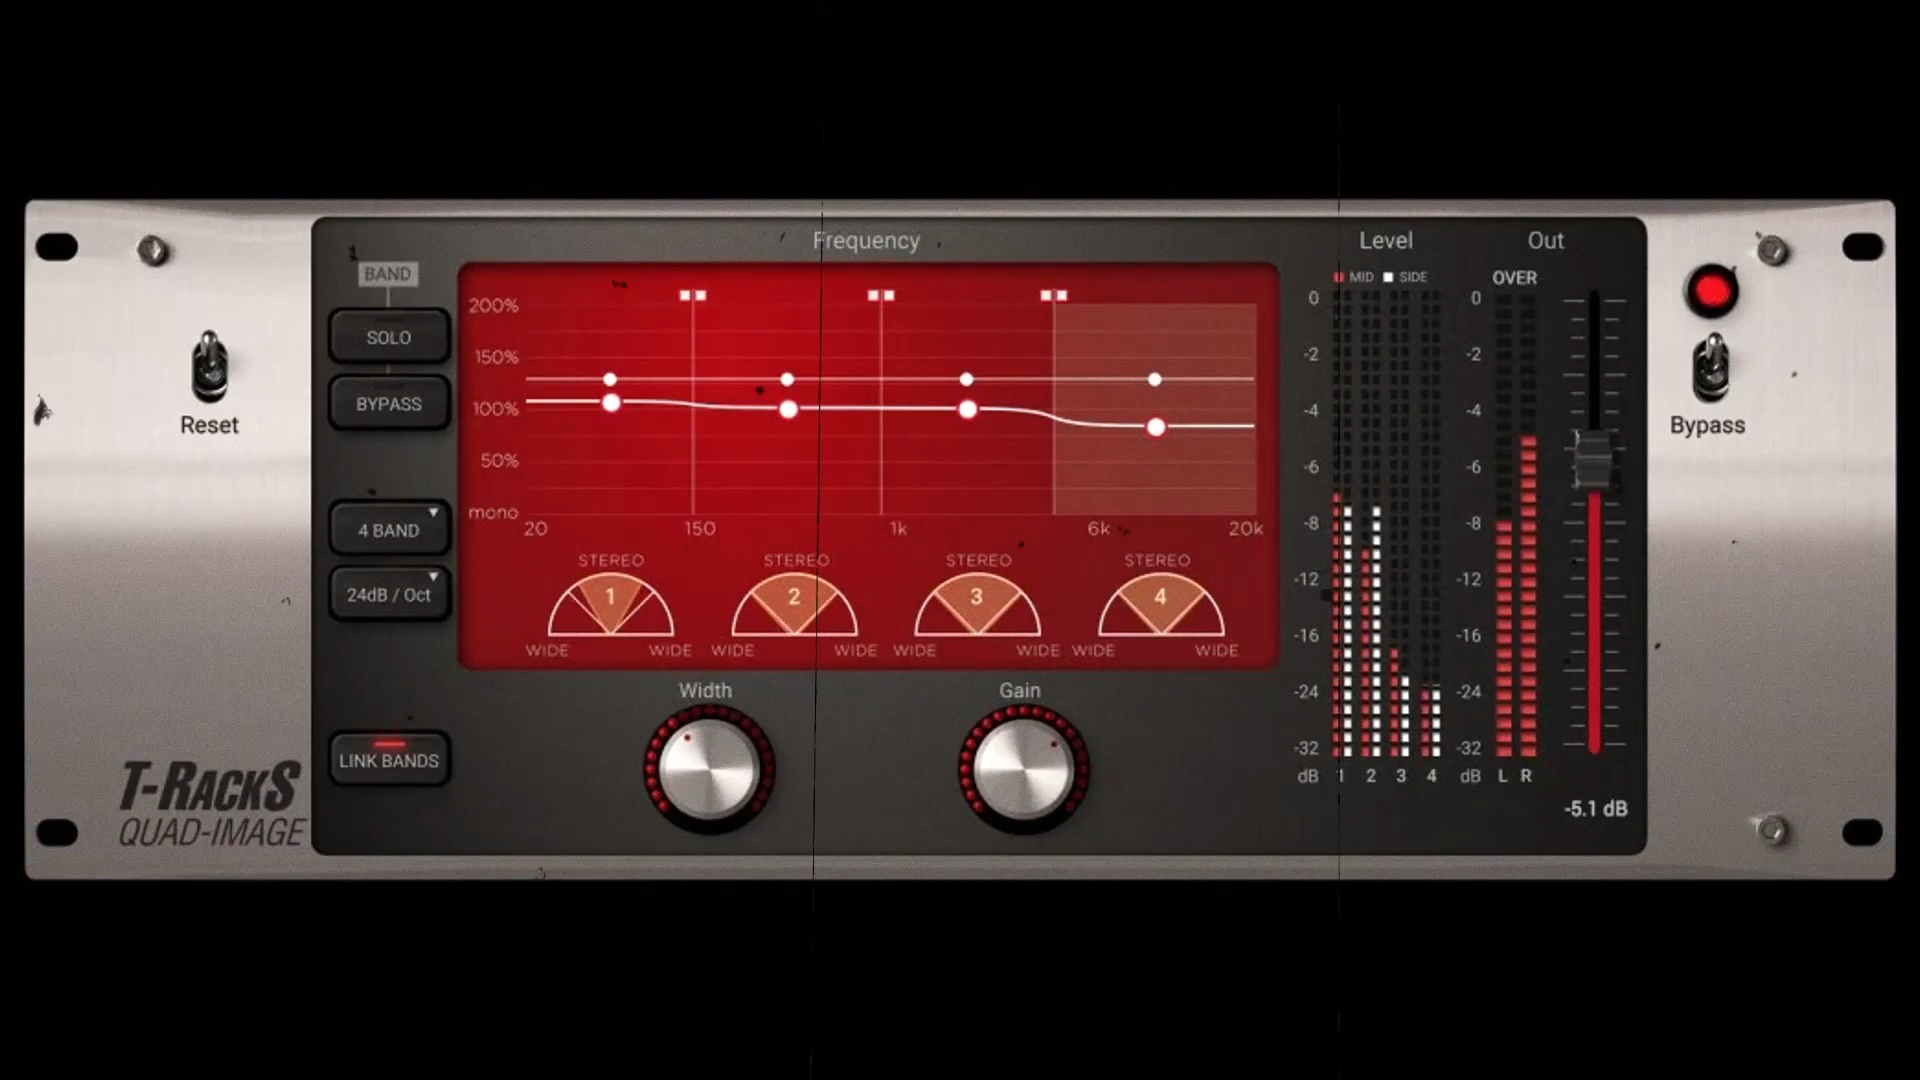 Frequency
Level
Out
BAND
SOLO
BYPASS
4 BAND
24dB / Oct
LINK BANDS
Reset
T-RackS
QUAD-IMAGE
200%
150%
100%
50%
mono
20 150 1k 6k 20k
STEREO STEREO STEREO STEREO
1 2 3 4
WIDE WIDE WIDE WIDE WIDE WIDE WIDE WIDE
Width
Gain
MID SIDE
0
-2
-4
-6
-8
-12
-16
-24
-32
dB 1 2 3 4
OVER
0
-2
-4
-6
-8
-12
-16
-24
-32
dB L R
-5.1 dB
Bypass